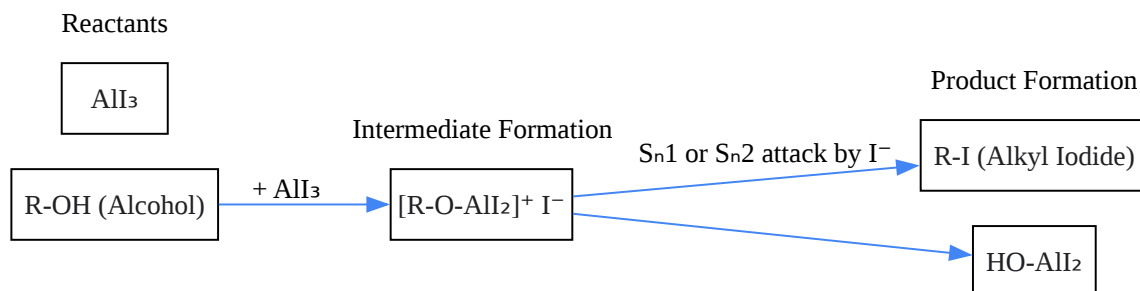 Reactants
AlI₃
R-OH (Alcohol)
+ AlI₃
Intermediate Formation
[R-O-AlI₂]⁺ I⁻
Sₙ1 or Sₙ2 attack by I⁻
Product Formation
R-I (Alkyl Iodide)
HO-AlI₂